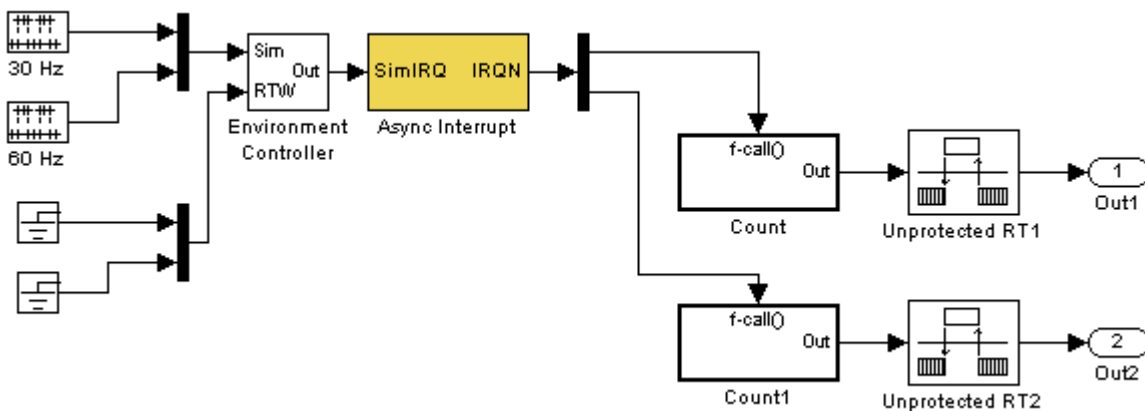 30 Hz
60 Hz
Sim
Out
RTW
Environment
Controller
SimIRQ IRQN
Async Interrupt
f-call()
Out
Count
Unprotected RT1
1
Out1
f-call()
Out
Count1
Unprotected RT2
2
Out2